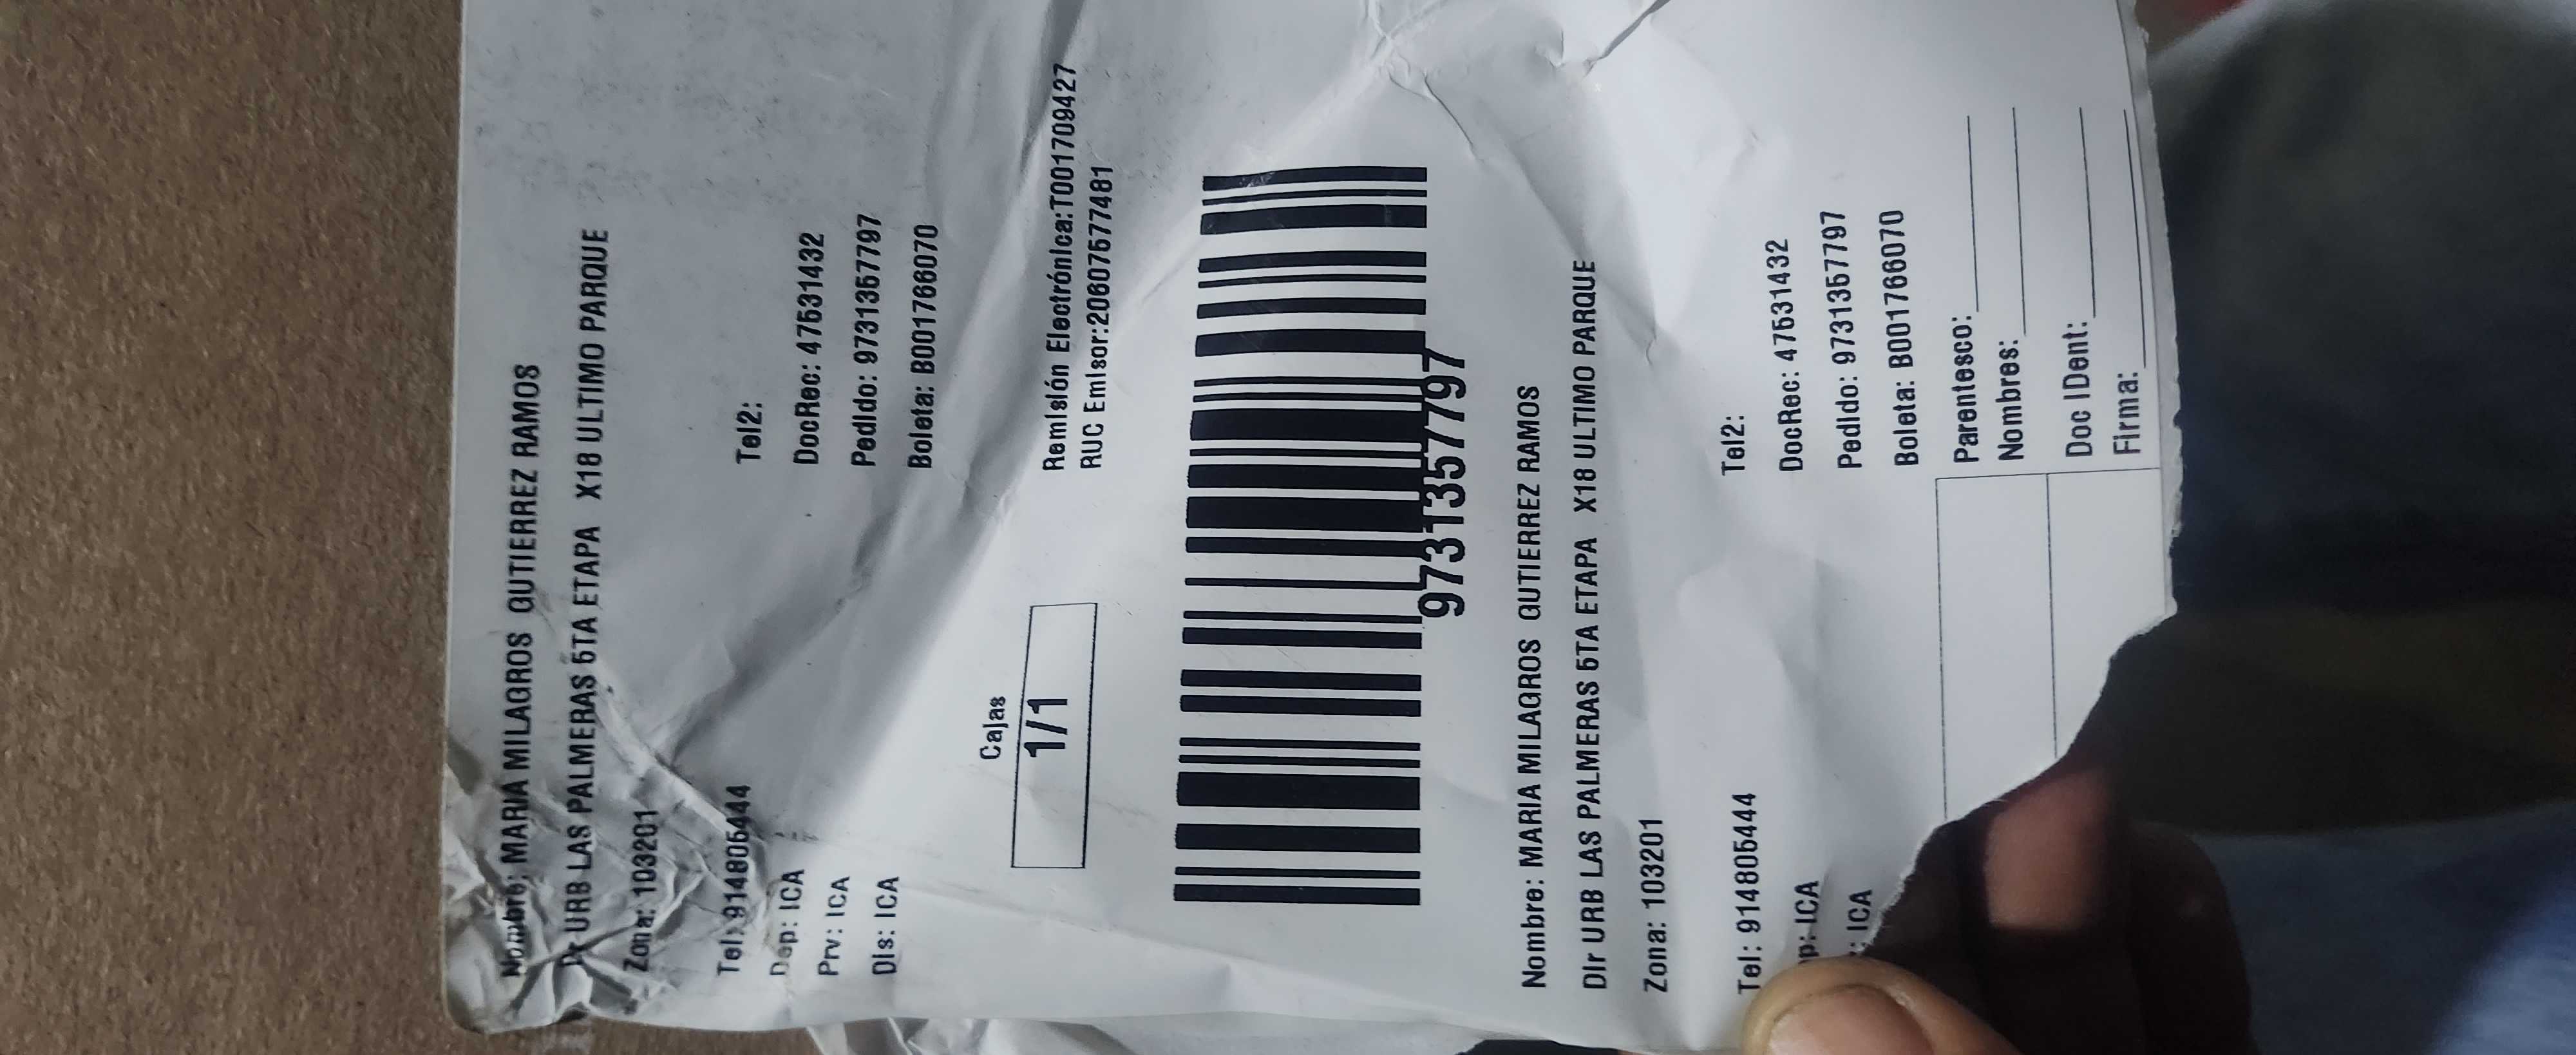 Nombre: MARIA MILAGROS GUTIERREZ RAMOS
Dir URB LAS PALMERAS 5TA ETAPA X18 ULTIMO PARQUE
Zona: 103201
Tel: 914805444 Tel2:
Dep: ICA DocRec: 47531432
Prv: ICA Pedido: 9731357797
Dis: ICA Boleta: B001766070
Cajas
1/1
Remisión Electrónica:T001709427
RUC Emisor:20607577481
9731357797
Nombre: MARIA MILAGROS GUTIERREZ RAMOS
Dir URB LAS PALMERAS 5TA ETAPA X18 ULTIMO PARQUE
Zona: 103201
Tel: 914805444 Tel2:
p: ICA DocRec: 47531432
: ICA Pedido: 9731357797
Boleta: B001766070
Parentesco:
Nombres:
Doc IDent:
Firma: